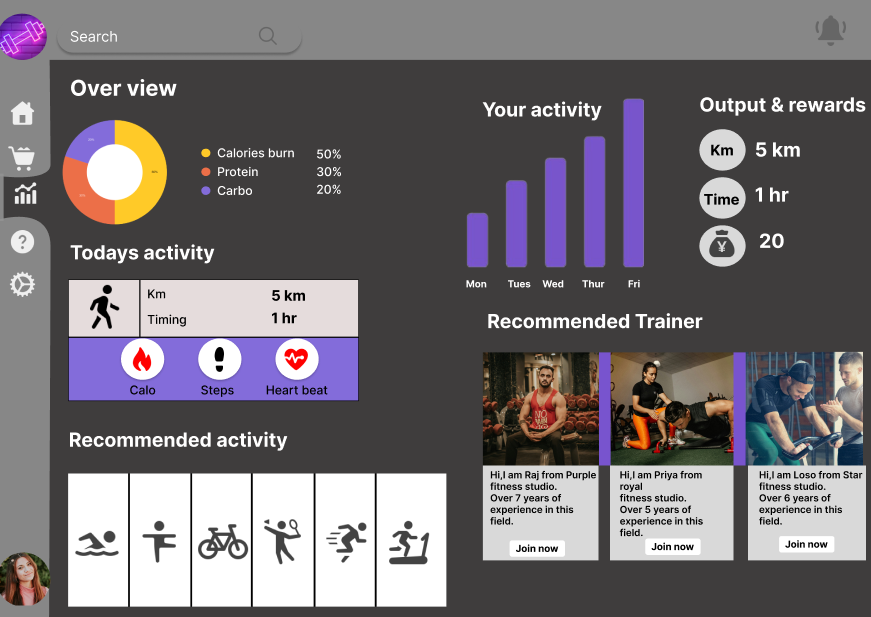 Search
Over view
Calories burn 50%
Protein 30%
Carbo 20%
Todays activity
Km 5 km
Timing 1 hr
Calo Steps Heart beat
Recommended activity
Your activity
Mon Tues Wed Thur Fri
Output & rewards
Km 5 km
Time 1 hr
¥ 20
Recommended Trainer
Hi,I am Raj from Purple
fitness studio.
Over 7 years of
experience in this
field.
Join now
Hi,I am Priya from
royal
fitness studio.
Over 5 years of
experience in this
field.
Join now
Hi,I am Loso from Star
fitness studio.
Over 6 years of
experience in this
field.
Join now